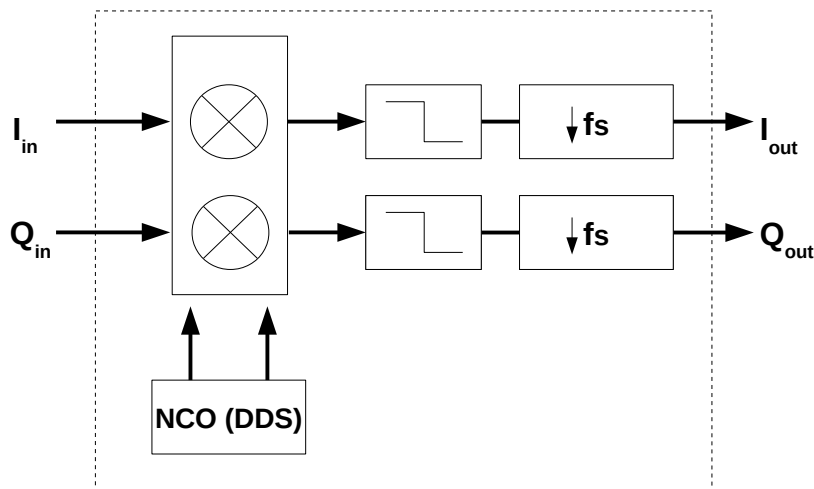 I_in
↓ fs
I_out
Q_in
↓ fs
Q_out
NCO (DDS)